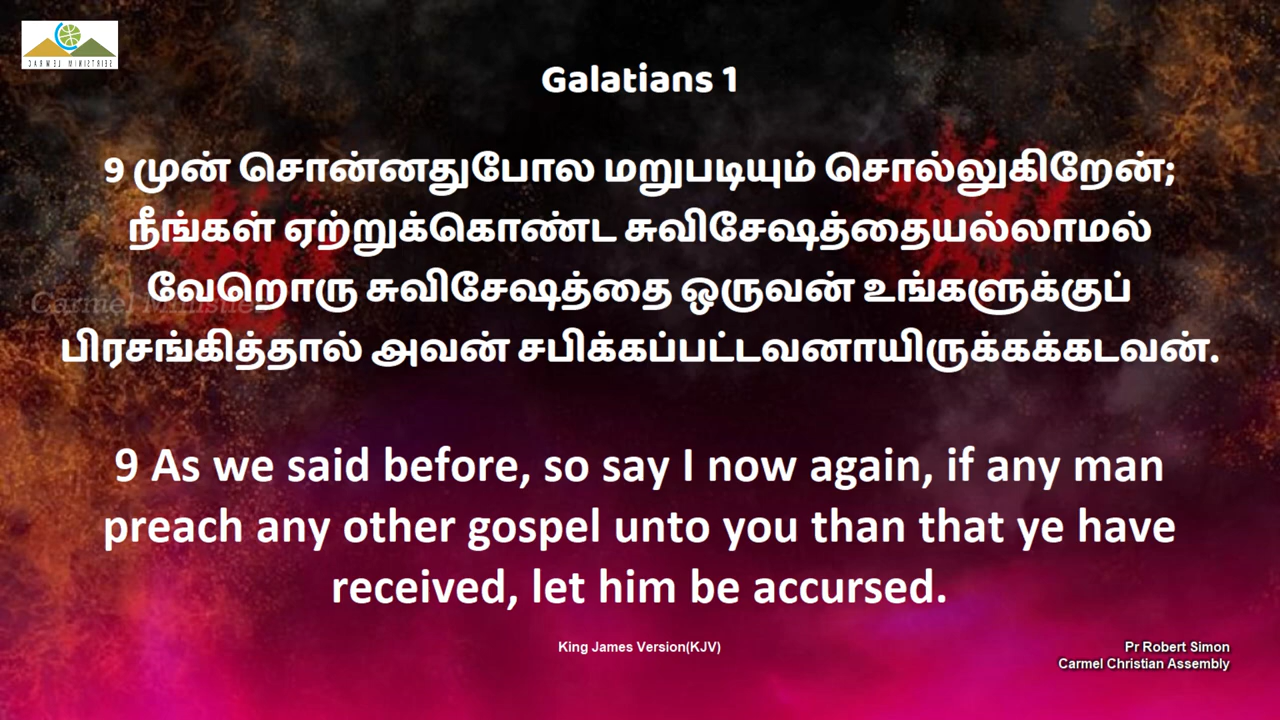 Galatians 1
9 முன் சொன்னதுபோல மறுபடியும் சொல்லுகிறேன்;
நீங்கள் ஏற்றுக்கொண்ட சுவிசேஷத்தையல்லாமல்
வேறொரு சுவிசேஷத்தை ஒருவன் உங்களுக்குப்
பிரசங்கித்தால் அவன் சபிக்கப்பட்டவனாயிருக்கக்கடவன்.
9 As we said before, so say I now again, if any man
preach any other gospel unto you than that ye have
received, let him be accursed.
King James Version(KJV)
Pr Robert Simon
Carmel Christian Assembly
CARMEL MINISTRIES
Carmel